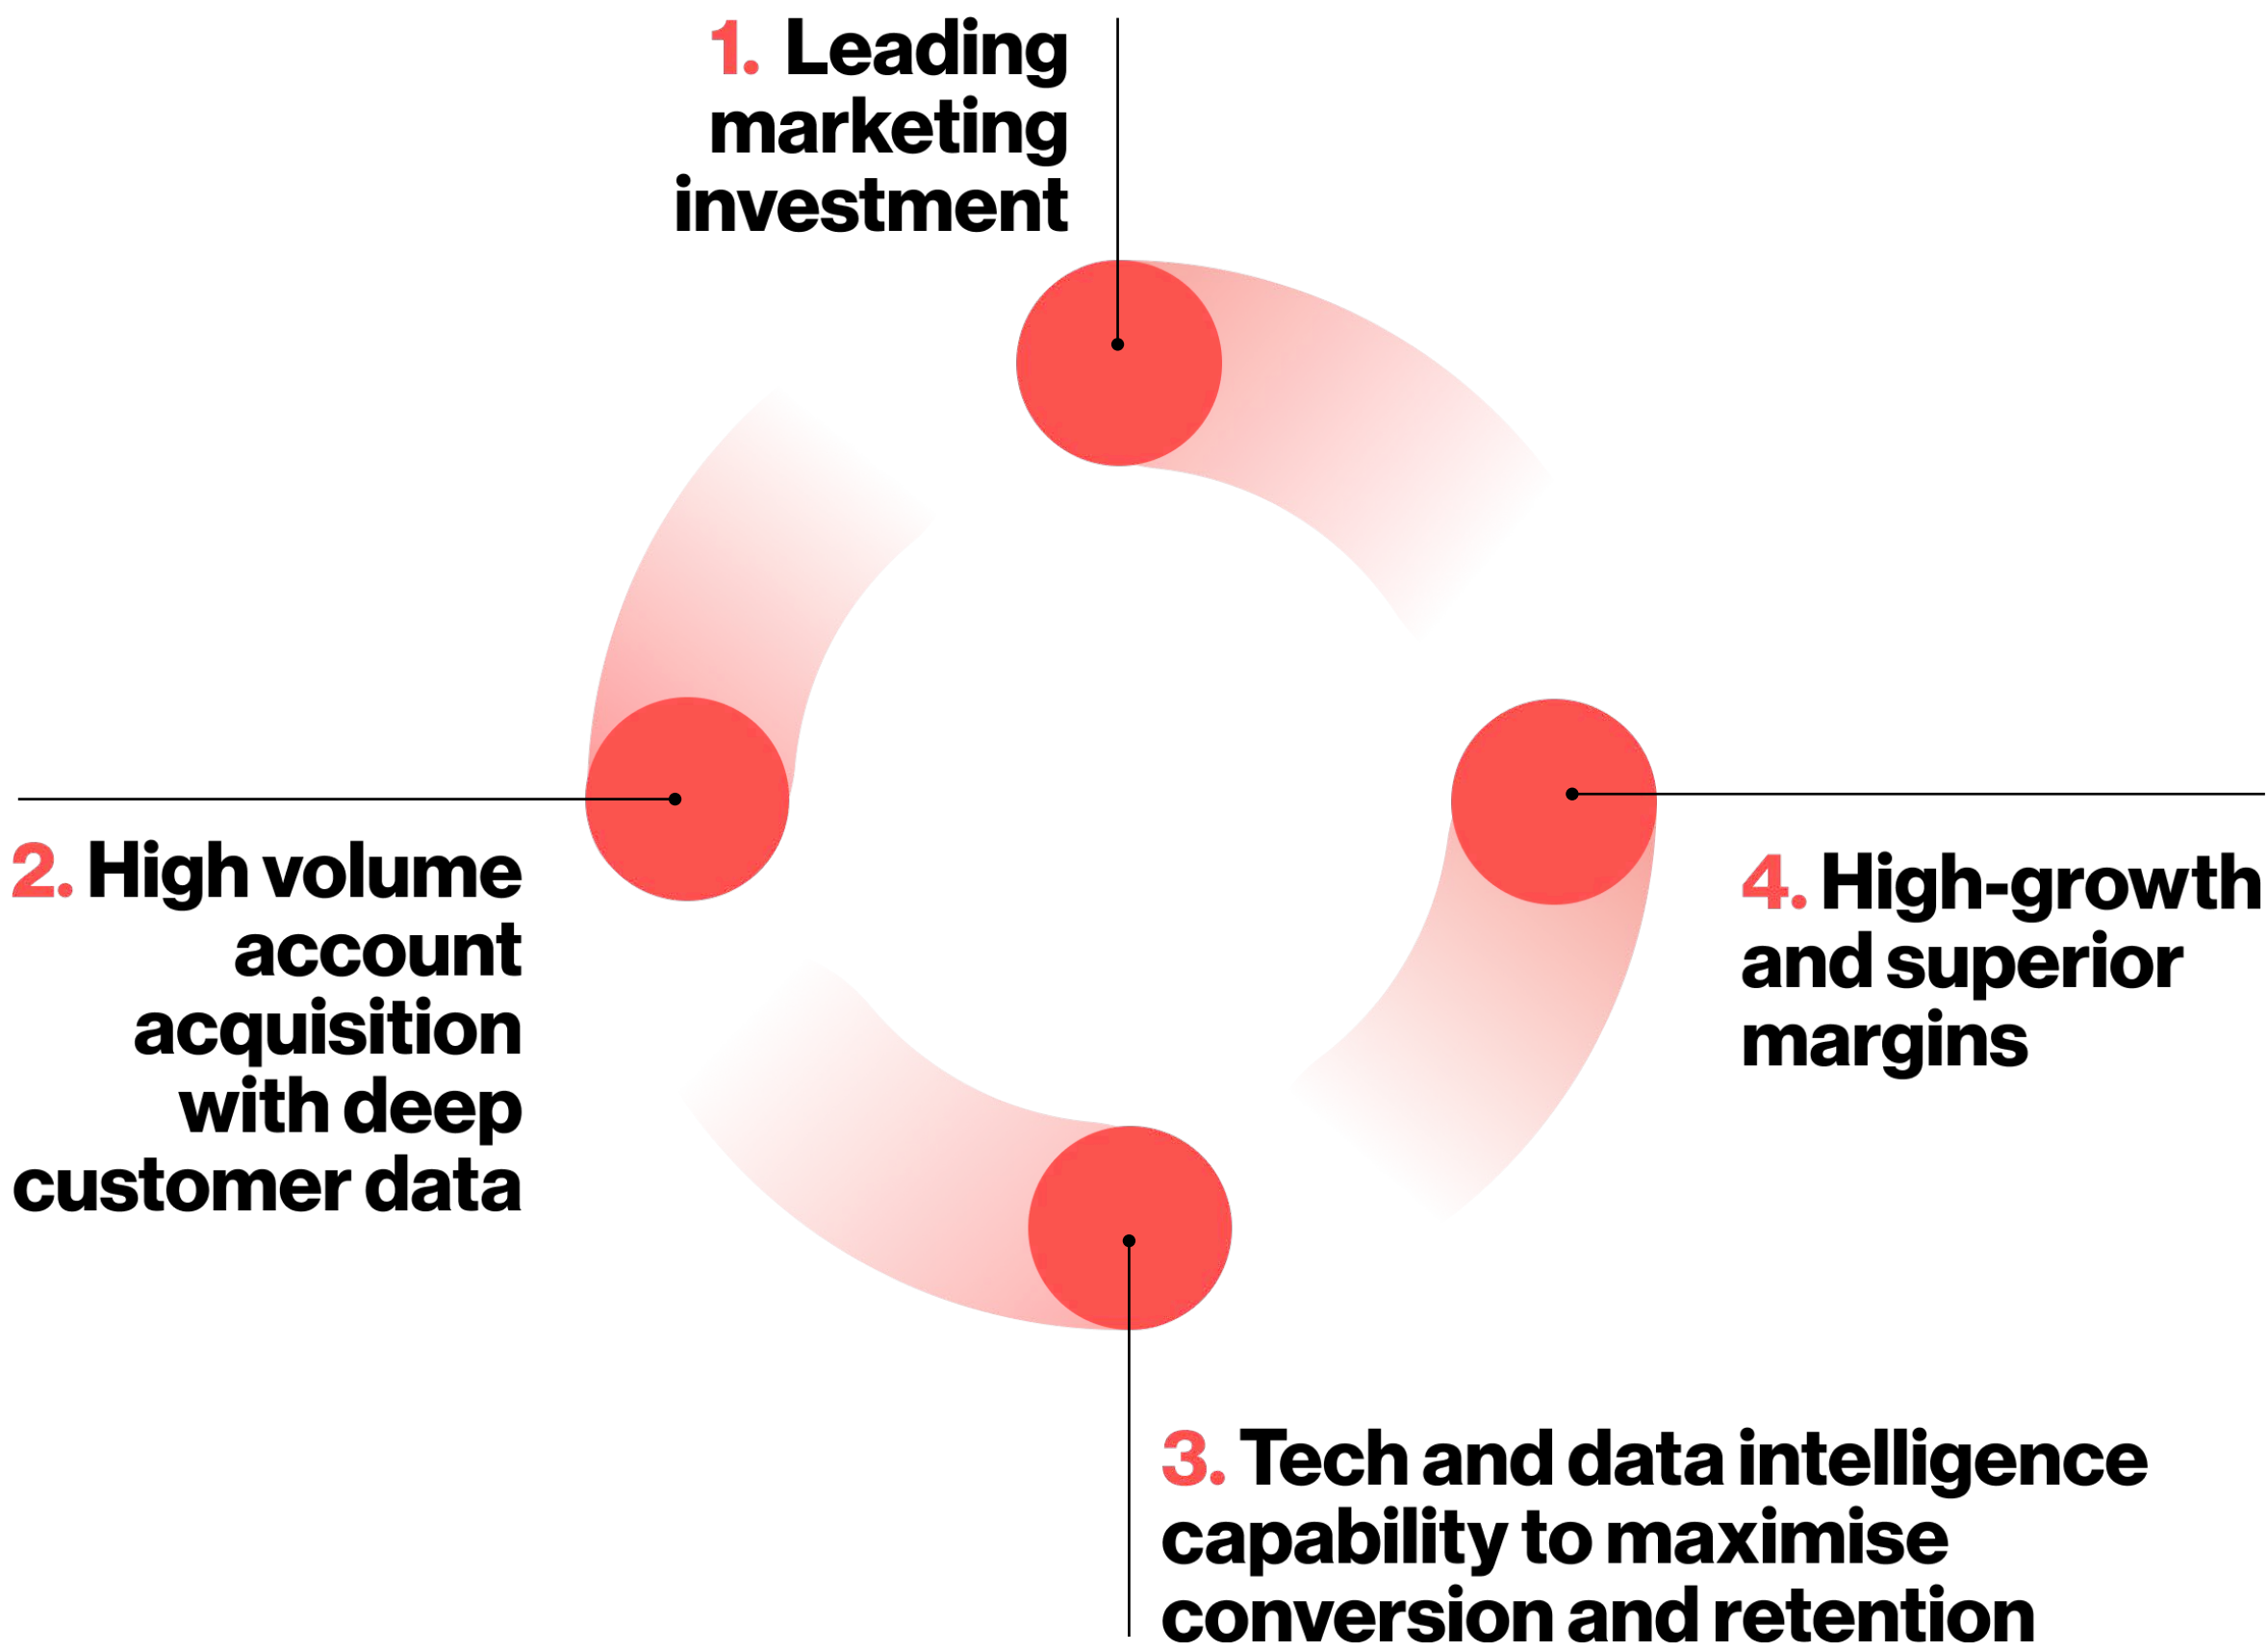 1. Leading
marketing
investment
2. High volume
account
acquisition
with deep
customer data
3. Tech and data intelligence
capability to maximise
conversion and retention
4. High-growth
and superior
margins